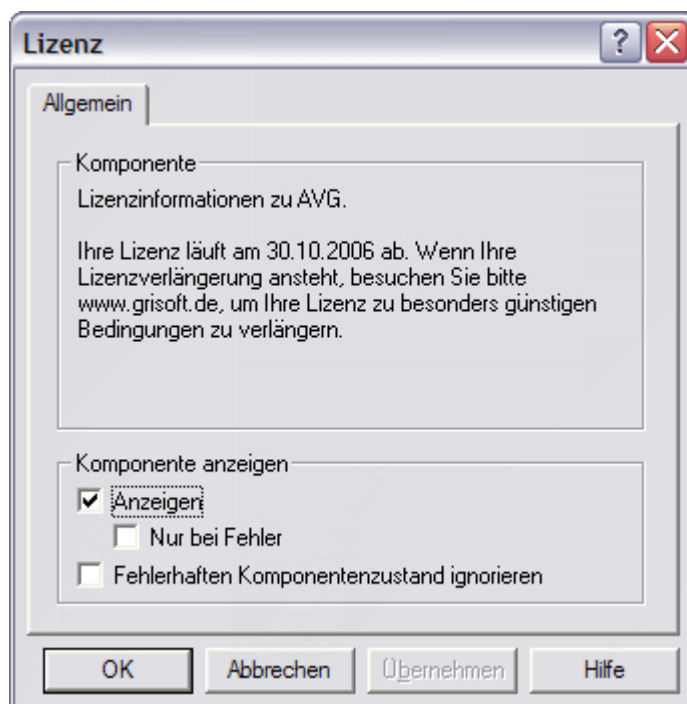 Lizenz
Allgemein
Komponente
Lizenzinformationen zu AVG.
Ihre Lizenz läuft am 30.10.2006 ab. Wenn Ihre
Lizenzverlängerung ansteht, besuchen Sie bitte
www.grisoft.de, um Ihre Lizenz zu besonders günstigen
Bedingungen zu verlängern.
Komponente anzeigen
Anzeigen
Nur bei Fehler
Fehlerhaften Komponentenzustand ignorieren
OK Abbrechen Übernehmen Hilfe